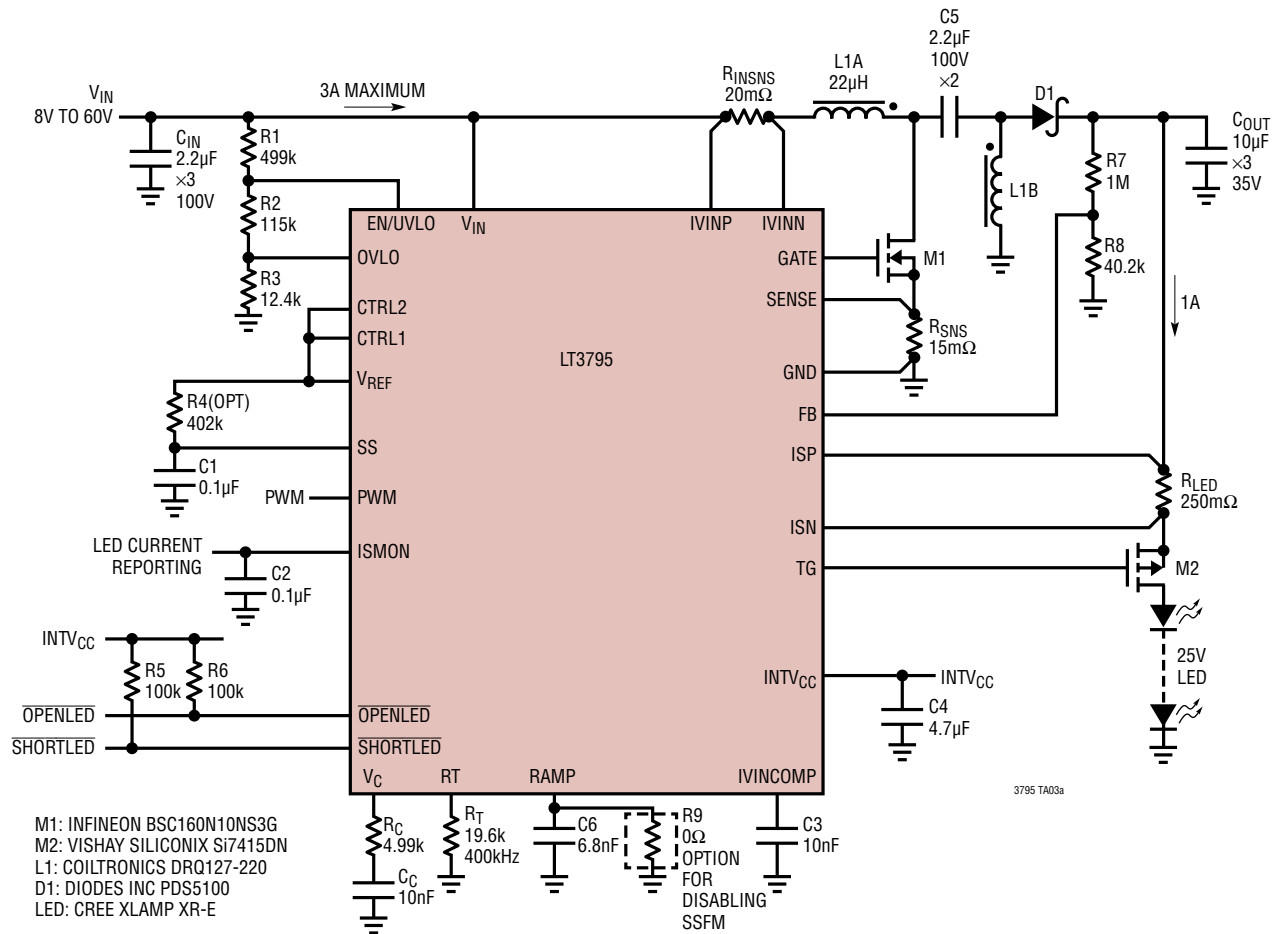 V_IN
8V TO 60V
3A MAXIMUM
C_IN
2.2µF
×3
100V
R1
499k
R2
115k
R3
12.4k
R_INSNS
20mΩ
L1A
22µH
C5
2.2µF
100V
×2
D1
L1B
R7
1M
R8
40.2k
C_OUT
10µF
×3
35V
1A
EN/UVLO
V_IN
IVINP
IVINN
OVLO
CTRL2
CTRL1
V_REF
SS
PWM
ISMON
OPENLED
SHORTLED
LT3795
GATE
SENSE
GND
FB
ISP
ISN
TG
INTV_CC
V_C
RT
RAMP
IVINCOMP
M1
R_SNS
15mΩ
R4(OPT)
402k
C1
0.1µF
PWM
LED CURRENT
REPORTING
C2
0.1µF
INTV_CC
R5
100k
R6
100k
OPENLED
SHORTLED
R_LED
250mΩ
M2
25V
LED
INTV_CC
C4
4.7µF
R_C
4.99k
C_C
10nF
R_T
19.6k
400kHz
C6
6.8nF
R9
0Ω
OPTION
FOR
DISABLING
SSFM
C3
10nF
3795 TA03a
M1: INFINEON BSC160N10NS3G
M2: VISHAY SILICONIX Si7415DN
L1: COILTRONICS DRQ127-220
D1: DIODES INC PDS5100
LED: CREE XLAMP XR-E